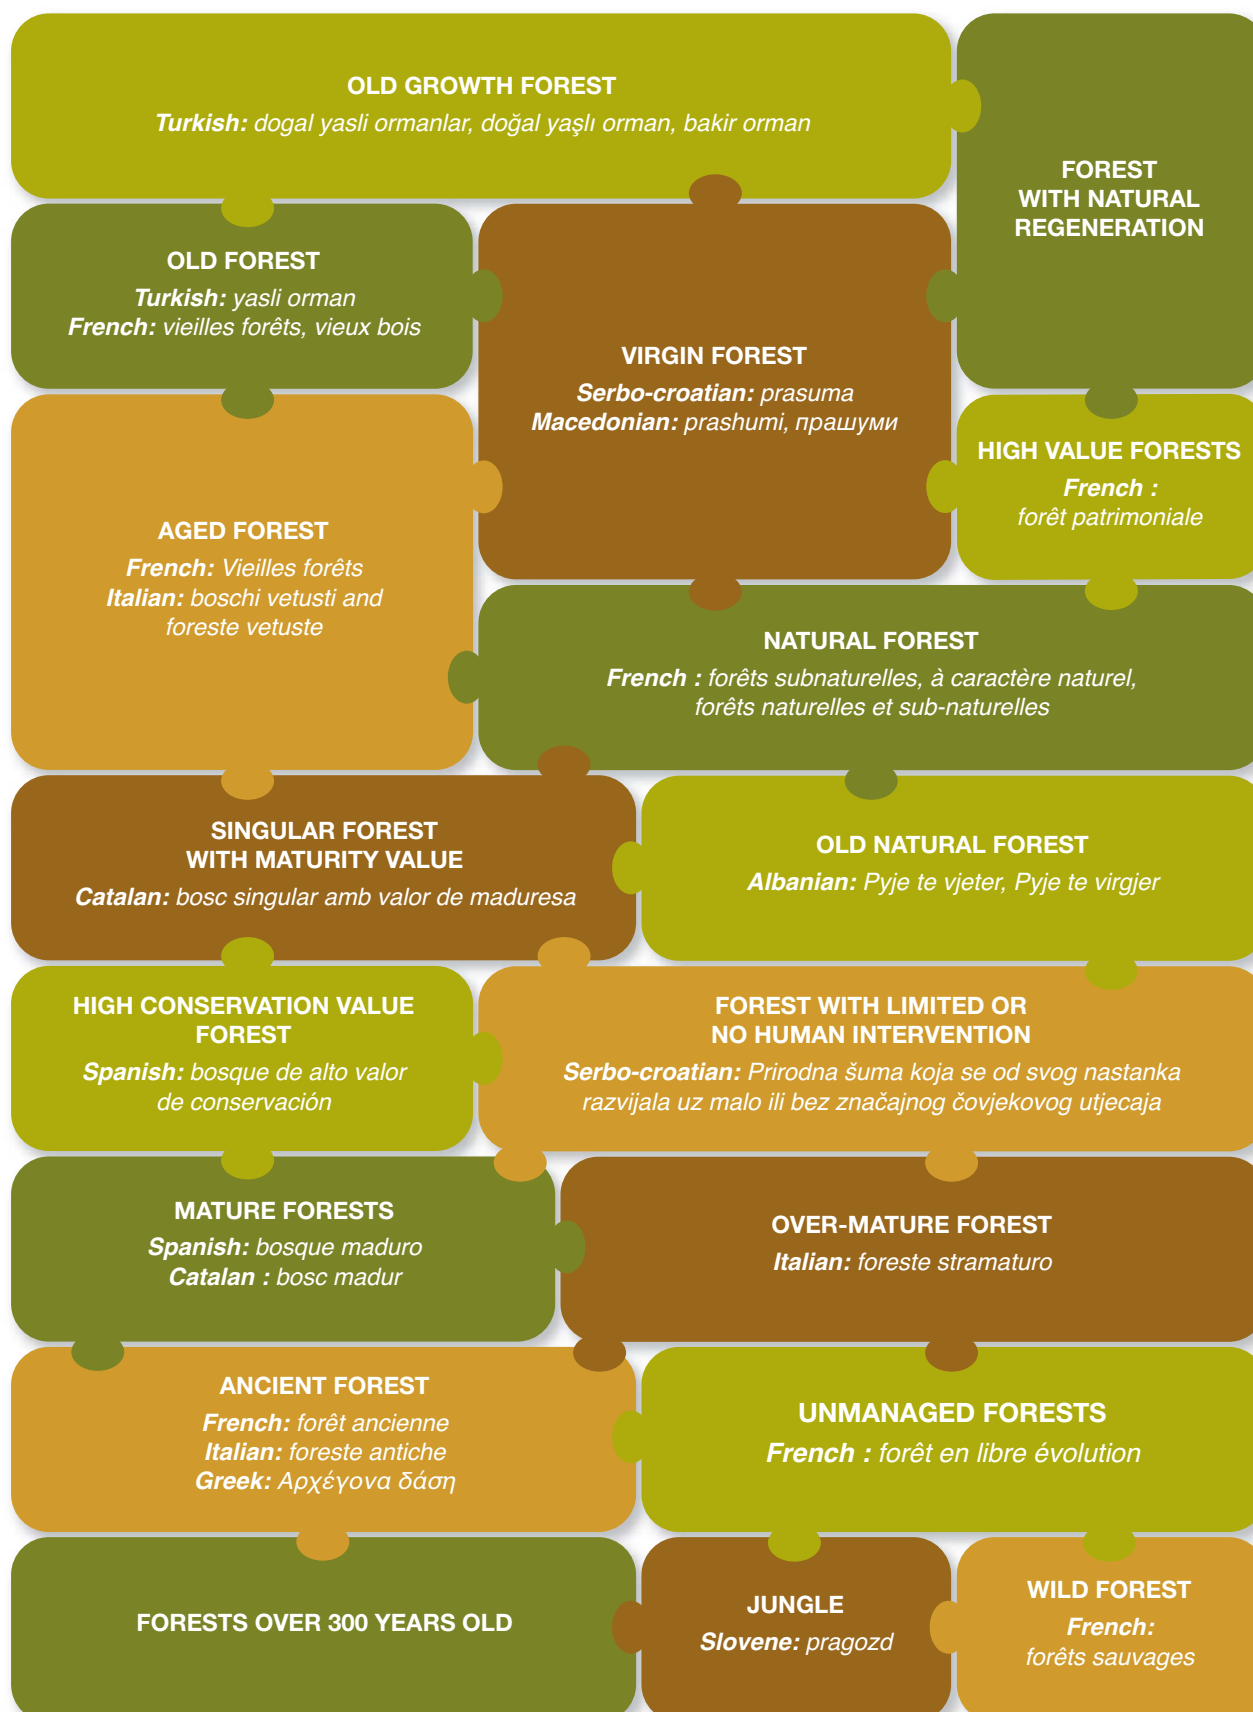 OLD GROWTH FOREST
Turkish: dogal yasli ormanlar, doğal yaşlı orman, bakir orman
FOREST
WITH NATURAL
REGENERATION
OLD FOREST
Turkish: yasli orman
French: vieilles forêts, vieux bois
VIRGIN FOREST
Serbo-croatian: prasuma
Macedonian: prashumi, прашуми
HIGH VALUE FORESTS
French :
forêt patrimoniale
AGED FOREST
French: Vieilles forêts
Italian: boschi vetusti and
foreste vetuste
NATURAL FOREST
French : forêts subnaturelles, à caractère naturel,
forêts naturelles et sub-naturelles
SINGULAR FOREST
WITH MATURITY VALUE
Catalan: bosc singular amb valor de maduresa
OLD NATURAL FOREST
Albanian: Pyje te vjeter, Pyje te virgjer
HIGH CONSERVATION VALUE
FOREST
Spanish: bosque de alto valor
de conservación
FOREST WITH LIMITED OR
NO HUMAN INTERVENTION
Serbo-croatian: Prirodna šuma koja se od svog nastanka
razvijala uz malo ili bez značajnog čovjekovog utjecaja
MATURE FORESTS
Spanish: bosque maduro
Catalan : bosc madur
OVER-MATURE FOREST
Italian: foreste stramaturo
ANCIENT FOREST
French: forêt ancienne
Italian: foreste antiche
Greek: Αρχέγονα δάση
UNMANAGED FORESTS
French : forêt en libre évolution
FORESTS OVER 300 YEARS OLD
JUNGLE
Slovene: pragozd
WILD FOREST
French:
forêts sauvages